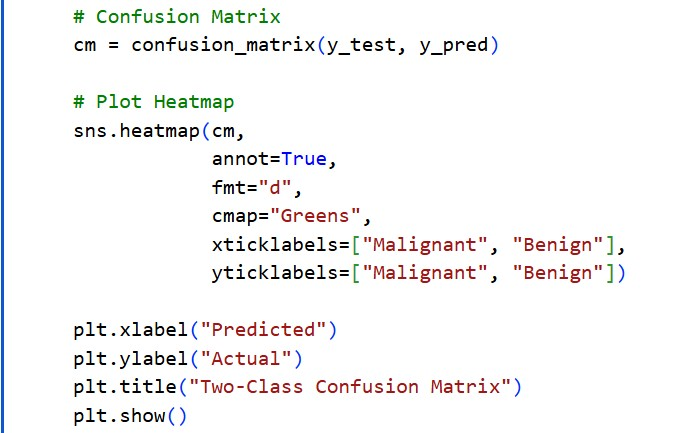 # Confusion Matrix
cm = confusion_matrix(y_test, y_pred)
# Plot Heatmap
sns.heatmap(cm,
            annot=True,
            fmt="d",
            cmap="Greens",
            xticklabels=["Malignant", "Benign"],
            yticklabels=["Malignant", "Benign"])
plt.xlabel("Predicted")
plt.ylabel("Actual")
plt.title("Two-Class Confusion Matrix")
plt.show()